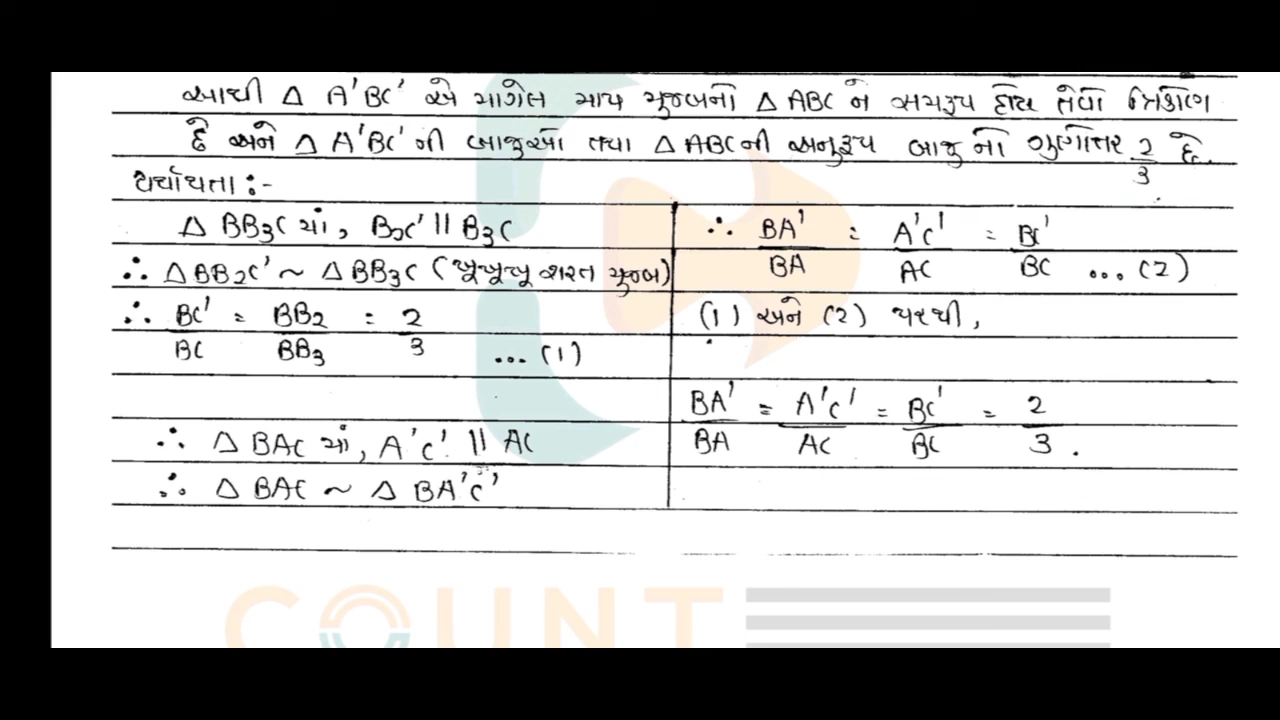 આથી Δ A'BC' એ માગેલ માપ મુજબનો Δ ABC ને સમરૂપ હોય તેવો ત્રિકોણ
છે અને Δ A'BC' ની બાજુઓ તથા Δ ABC ની અનુરૂપ બાજુ નો ગુણોત્તર 2/3 છે.
યર્થાથતા :-
Δ BB₃C માં, B₂C' || B₃C
∴ Δ BB₂C' ~ Δ BB₃C (ખૂખૂખૂ શરત મુજબ)
∴ BC'/BC = BB₂/BB₃ = 2/3 ... (1)
∴ Δ BAC માં, A'C' || AC
∴ Δ BAC ~ Δ BA'C'
∴ BA'/BA = A'C'/AC = BC'/BC ... (2)
(1) અને (2) પરથી,
BA'/BA = A'C'/AC = BC'/BC = 2/3 .
COUNT